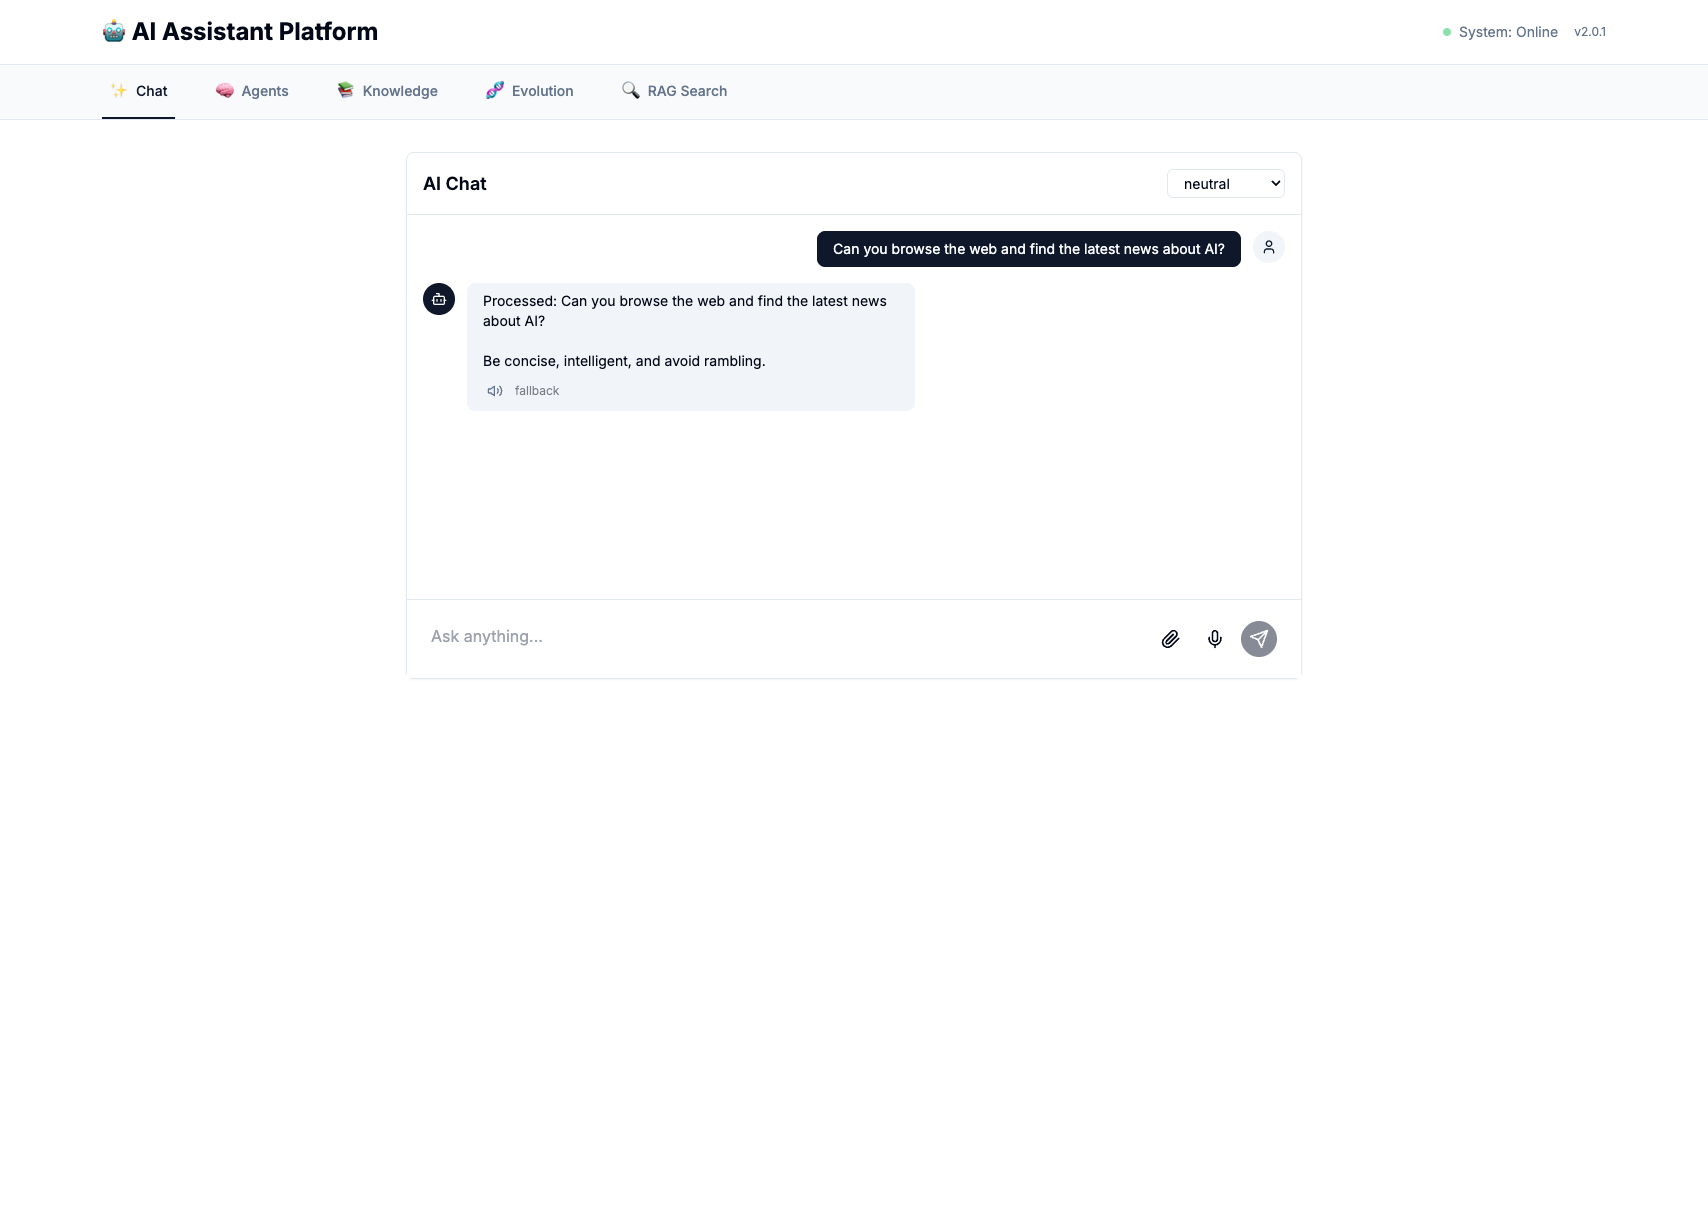 🤖 AI Assistant Platform
System: Online v2.0.1
✨ Chat 🧠 Agents 📚 Knowledge 🧬 Evolution 🔍 RAG Search
AI Chat
neutral
Can you browse the web and find the latest news about AI?
Processed: Can you browse the web and find the latest news
about AI?
Be concise, intelligent, and avoid rambling.
fallback
Ask anything...